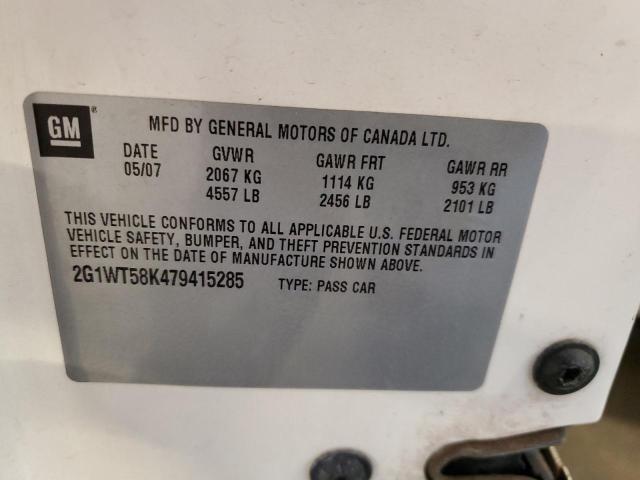 GM®
MFD BY GENERAL MOTORS OF CANADA LTD.
DATE GVWR GAWR FRT GAWR RR
05/07 2067 KG 1114 KG 953 KG
4557 LB 2456 LB 2101 LB
THIS VEHICLE CONFORMS TO ALL APPLICABLE U.S. FEDERAL MOTOR
VEHICLE SAFETY, BUMPER, AND THEFT PREVENTION STANDARDS IN
EFFECT ON THE DATE OF MANUFACTURE SHOWN ABOVE.
2G1WT58K479415285 TYPE: PASS CAR